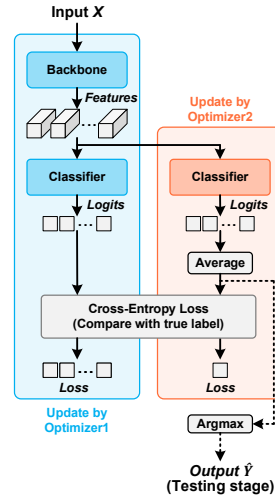 Input X
Backbone
Features
Update by
Optimizer2
Classifier
Classifier
Logits
Logits
Average
Cross-Entropy Loss
(Compare with true label)
Loss
Loss
Update by
Optimizer1
Argmax
Output Ŷ
(Testing stage)